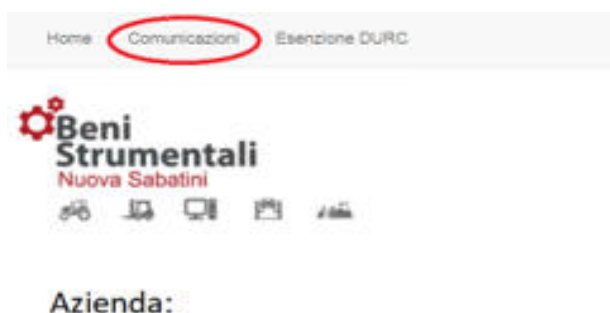 Home Comunicazioni Esenzione DURC
Beni
Strumentali
Nuova Sabatini
Azienda: